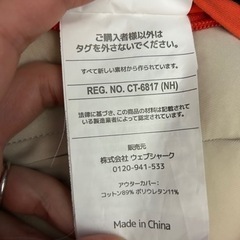 ご購入者様以外は
タグを外さないでください。
すべて新しい素材から作られています。
REG. NO. CT-6817 (NH)
法律に基づき、この商品の材料は記載されて
いる製造業者によって認定されております。
販売元
株式会社 ウェブシャーク
0120-941-533
アウターカバー:
コットン89% ポリウレタン11%
Made in China